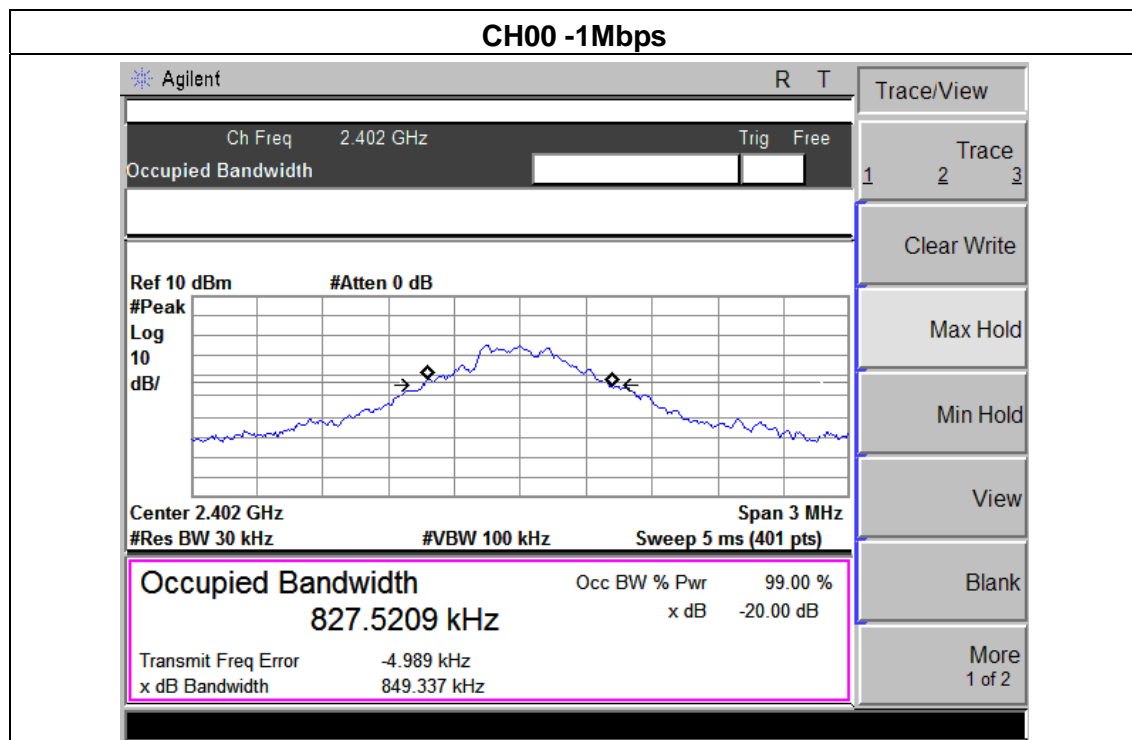 CH00 -1Mbps
Agilent R T
Ch Freq 2.402 GHz Trig Free
Occupied Bandwidth
Ref 10 dBm #Atten 0 dB
#Peak
Log
10
dB/
Center 2.402 GHz Span 3 MHz
#Res BW 30 kHz #VBW 100 kHz Sweep 5 ms (401 pts)
Occupied Bandwidth Occ BW % Pwr 99.00 %
827.5209 kHz x dB -20.00 dB
Transmit Freq Error -4.989 kHz
x dB Bandwidth 849.337 kHz
Trace/View
Trace
1 2 3
Clear Write
Max Hold
Min Hold
View
Blank
More
1 of 2